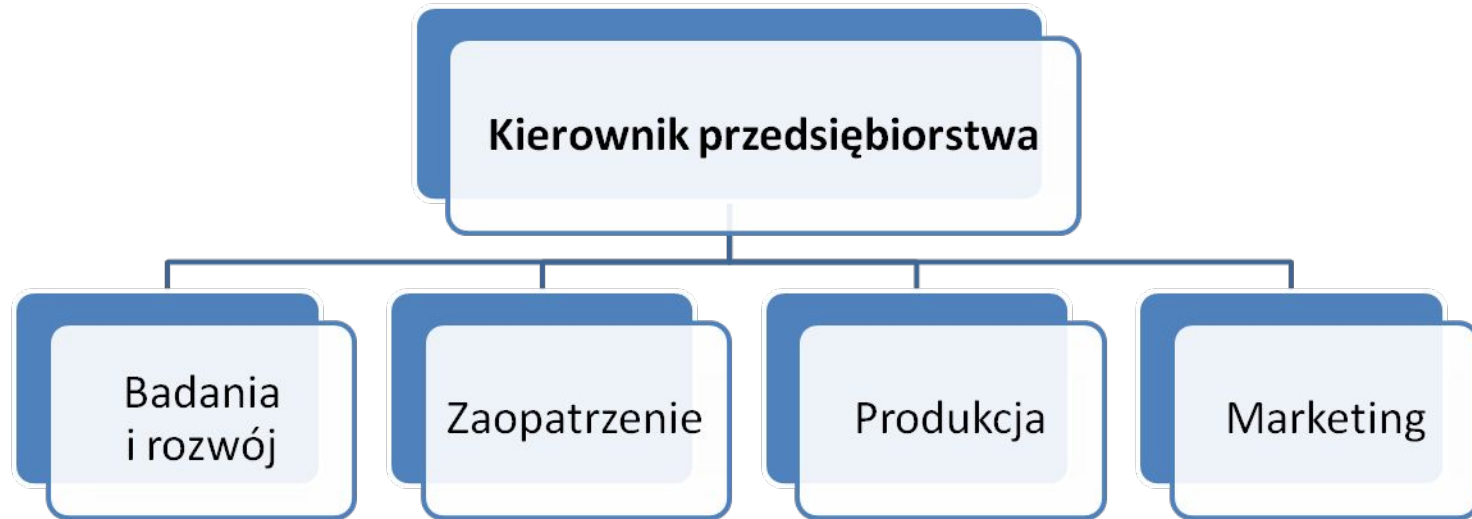 Kierownik przedsiębiorstwa
Badania
i rozwój
Zaopatrzenie
Produkcja
Marketing